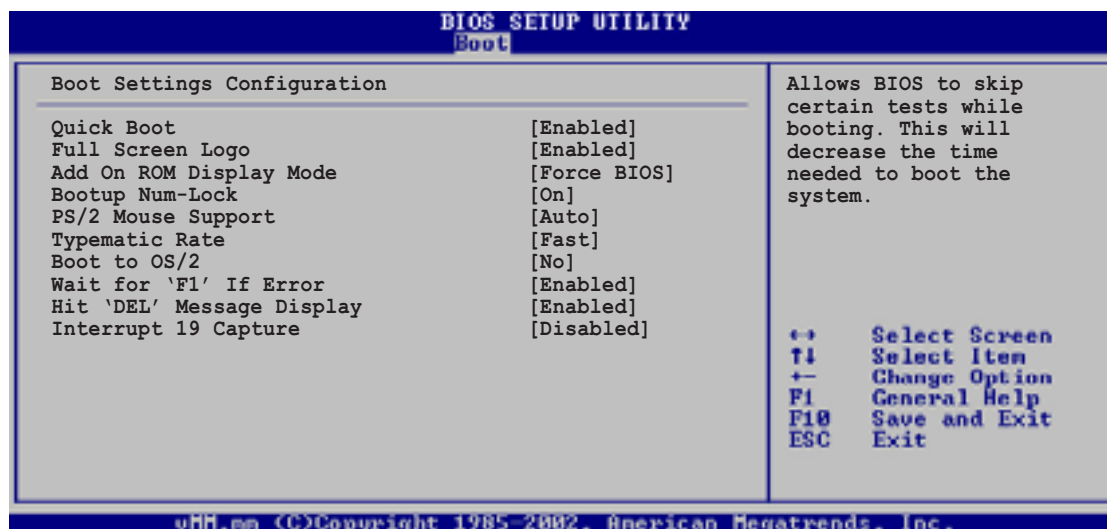 BIOS SETUP UTILITY
Boot
Boot Settings Configuration
Quick Boot [Enabled]
Full Screen Logo [Enabled]
Add On ROM Display Mode [Force BIOS]
Bootup Num-Lock [On]
PS/2 Mouse Support [Auto]
Typematic Rate [Fast]
Boot to OS/2 [No]
Wait for ‘F1’ If Error [Enabled]
Hit ‘DEL’ Message Display [Enabled]
Interrupt 19 Capture [Disabled]
Allows BIOS to skip
certain tests while
booting. This will
decrease the time
needed to boot the
system.
↔ Select Screen
↑↓ Select Item
+- Change Option
F1 General Help
F10 Save and Exit
ESC Exit
vMM.mm (C)Copyright 1985-2002, American Megatrends, Inc.